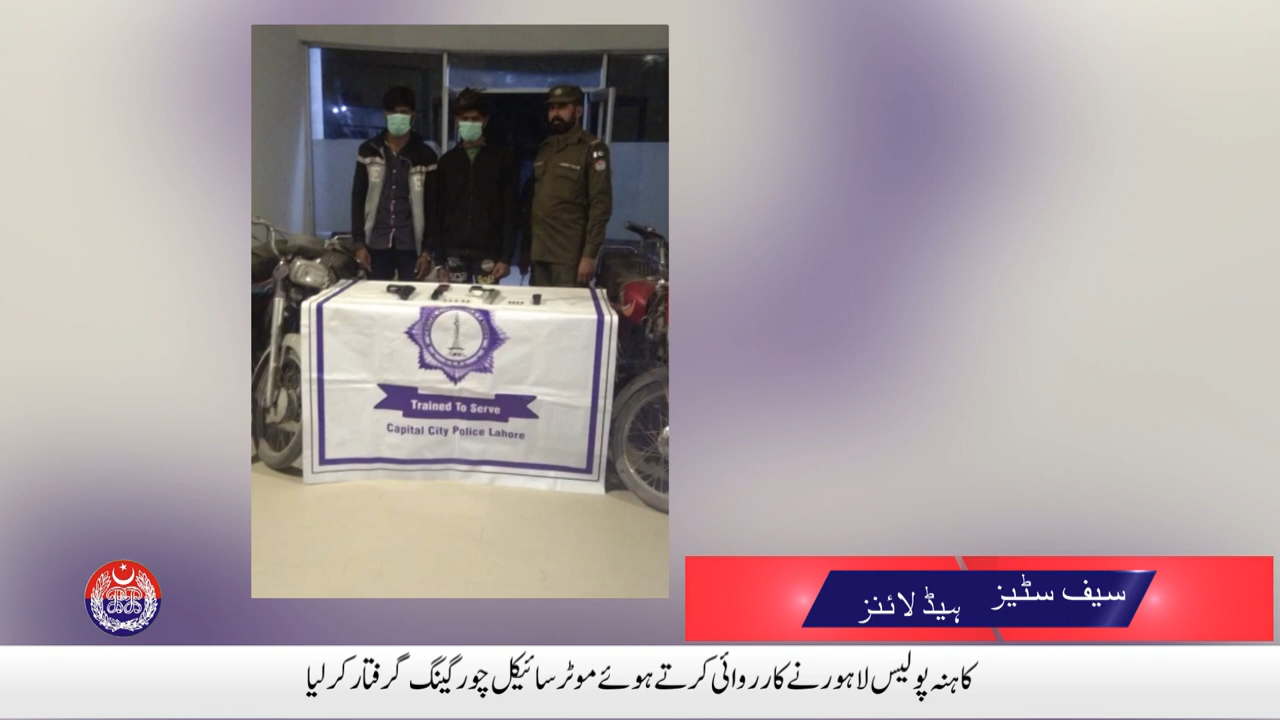 Trained To Serve
Capital City Police Lahore
سیف سٹیز ہیڈ لائنز
کاہنہ پولیس لاہور نے کارروائی کرتے ہوئے موٹر سائیکل چور گینگ گرفتار کر لیا